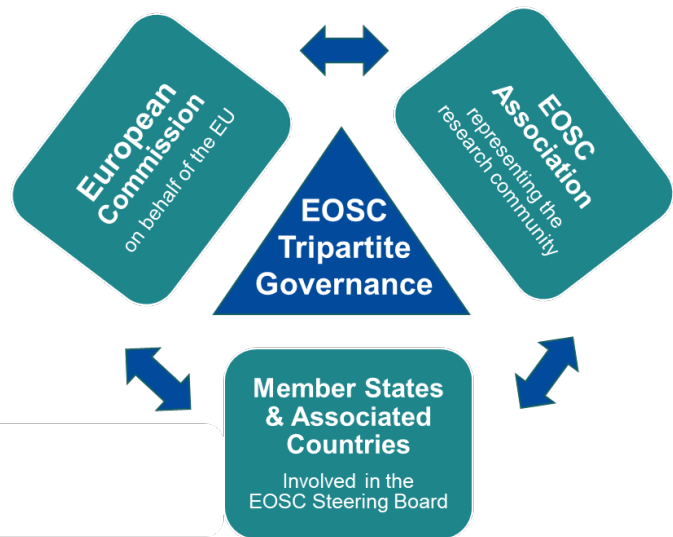 European
Commission
on behalf of the EU
EOSC
Association
representing the
research community
EOSC
Tripartite
Governance
Member States
& Associated
Countries
Involved in the
EOSC Steering Board